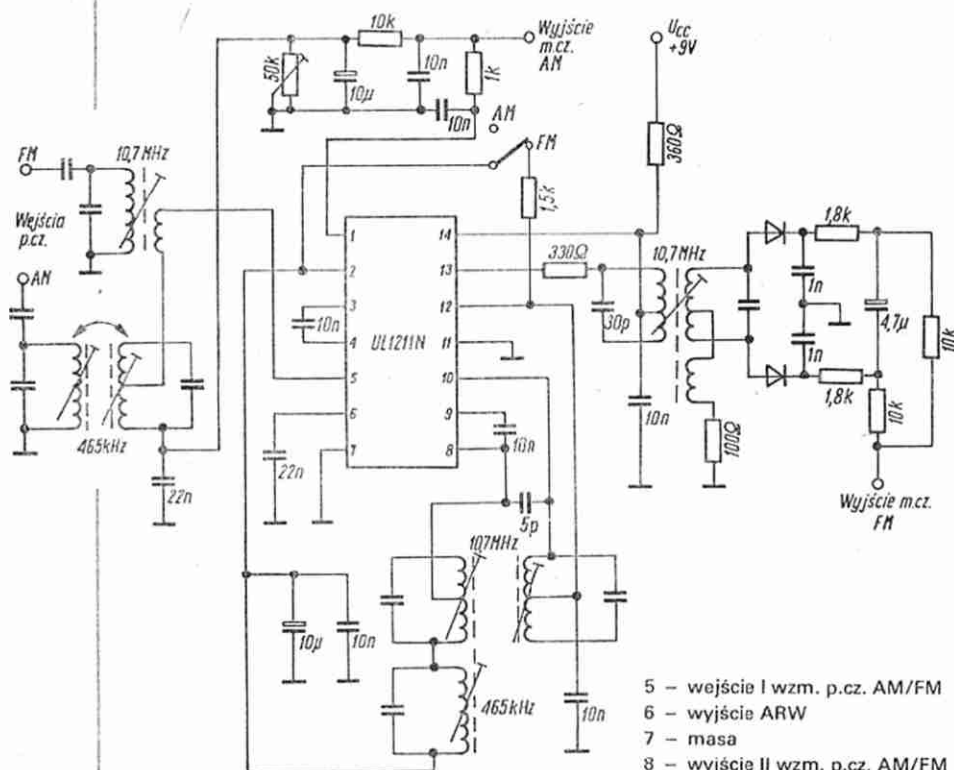 10k
Wyjście
m.cz.
AM
Ucc
+9V
50k
10μ
10n
1k
10n
AM
FM
360Ω
FM
10,7 MHz
1,5k
Wejścia
p.cz.
AM
1
2
3
4
5
6
7
14
13
12
11
10
9
8
UL1211N
10n
330Ω
10,7MHz
30p
10n
100Ω
1,8k
1n
1n
1,8k
4,7μ
10k
10k
Wyjście m.cz.
FM
465kHz
22n
22n
10n
5p
10,7MHz
10μ
10n
465kHz
10n
5 – wejście I wzm. p.cz. AM/FM
6 – wyjście ARW
7 – masa
8 – wyjście II wzm. p.cz. AM/FM